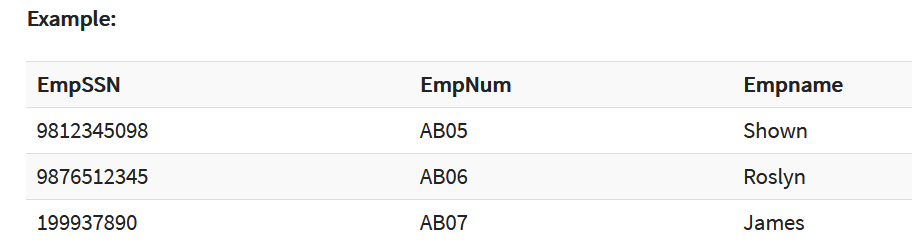 Example:
EmpSSN EmpNum Empname
9812345098 AB05 Shown
9876512345 AB06 Roslyn
199937890 AB07 James